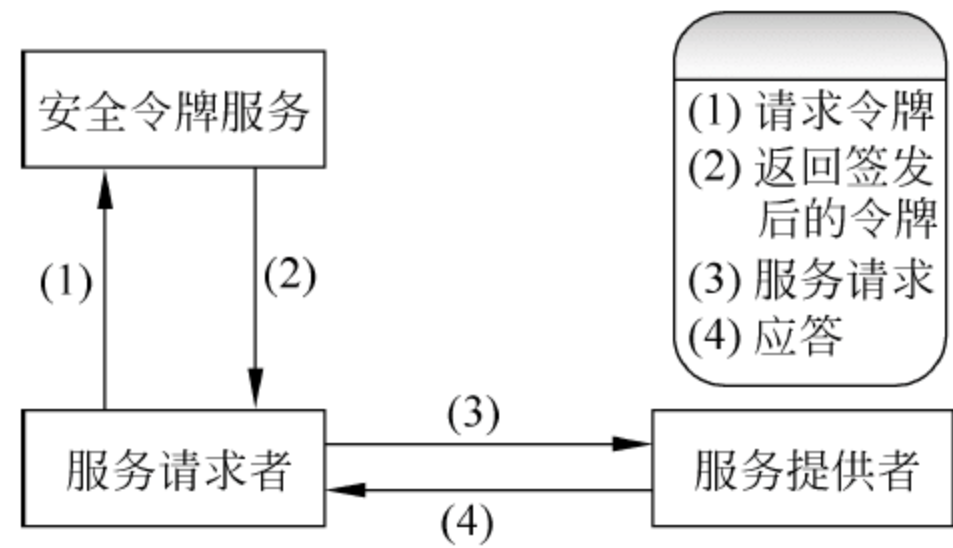 安全令牌服务
(1) 请求令牌
(2) 返回签发
后的令牌
(3) 服务请求
(4) 应答
(1)
(2)
(3)
服务请求者
服务提供者
(4)